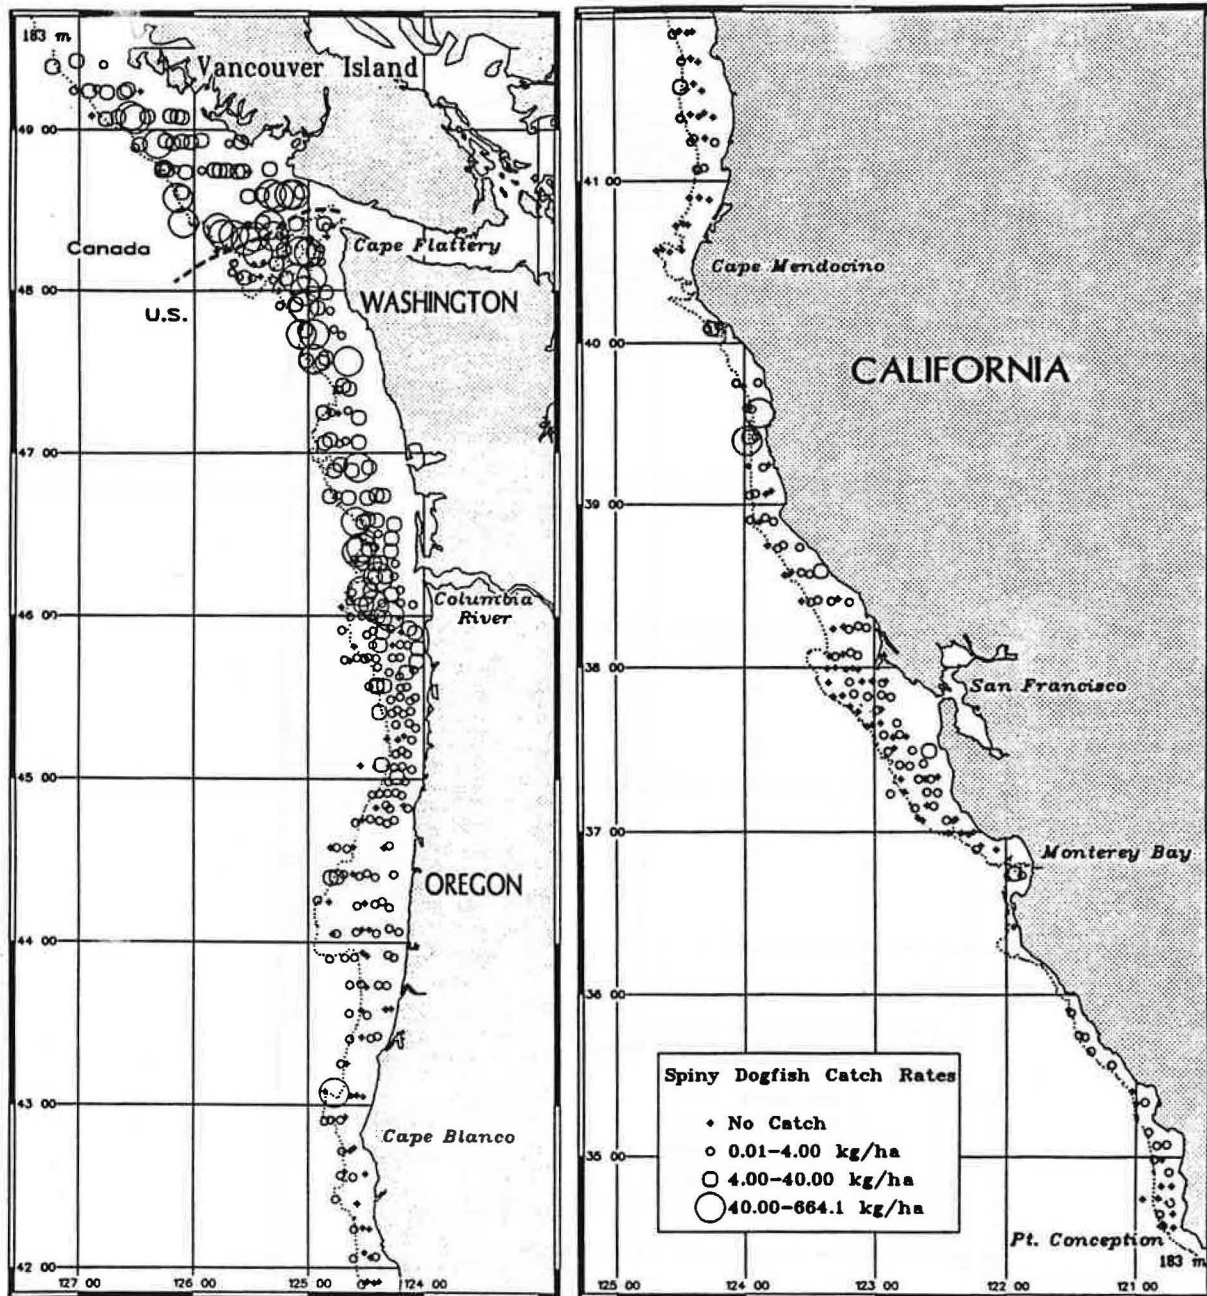 183 m
Vancouver Island
49 00
Canada
Cape Flattery
48 00
U.S.
WASHINGTON
47 00
46 00
Columbia
River
45 00
OREGON
44 00
43 00
Cape Blanco
42 00
127 00
126 00
125 00
124 00
41 00
Cape Mendocino
40 00
CALIFORNIA
39 00
38 00
San Francisco
37 00
Monterey Bay
36 00
Spiny Dogfish Catch Rates
No Catch
0.01-4.00 kg/ha
4.00-40.00 kg/ha
40.00-664.1 kg/ha
35 00
Pt. Conception
183 m
125 00
124 00
123 00
122 00
121 00